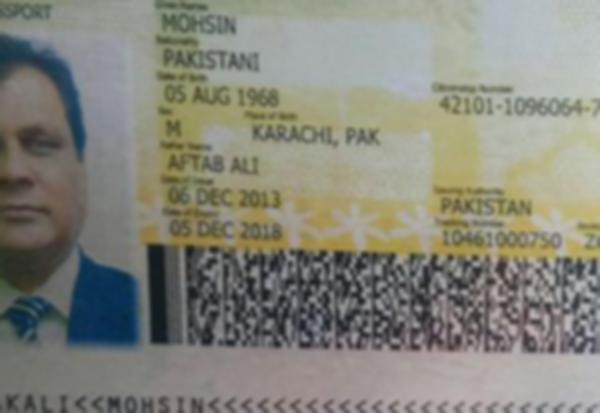 SSPORT
Given Names
MOHSIN
Nationality
PAKISTANI
Date of Birth
05 AUG 1968
Citizenship Number
42101-1096064-7
Sex
Place of Birth
M
KARACHI, PAK
Father Name
AFTAB ALI
Date of Issue
06 DEC 2013
Issuing Authority
PAKISTAN
Date of Expiry
05 DEC 2018
Tracking Number
10461000750
KALI<<MOHSIN<<<<<<<<<<<<<<<<<<<<<<